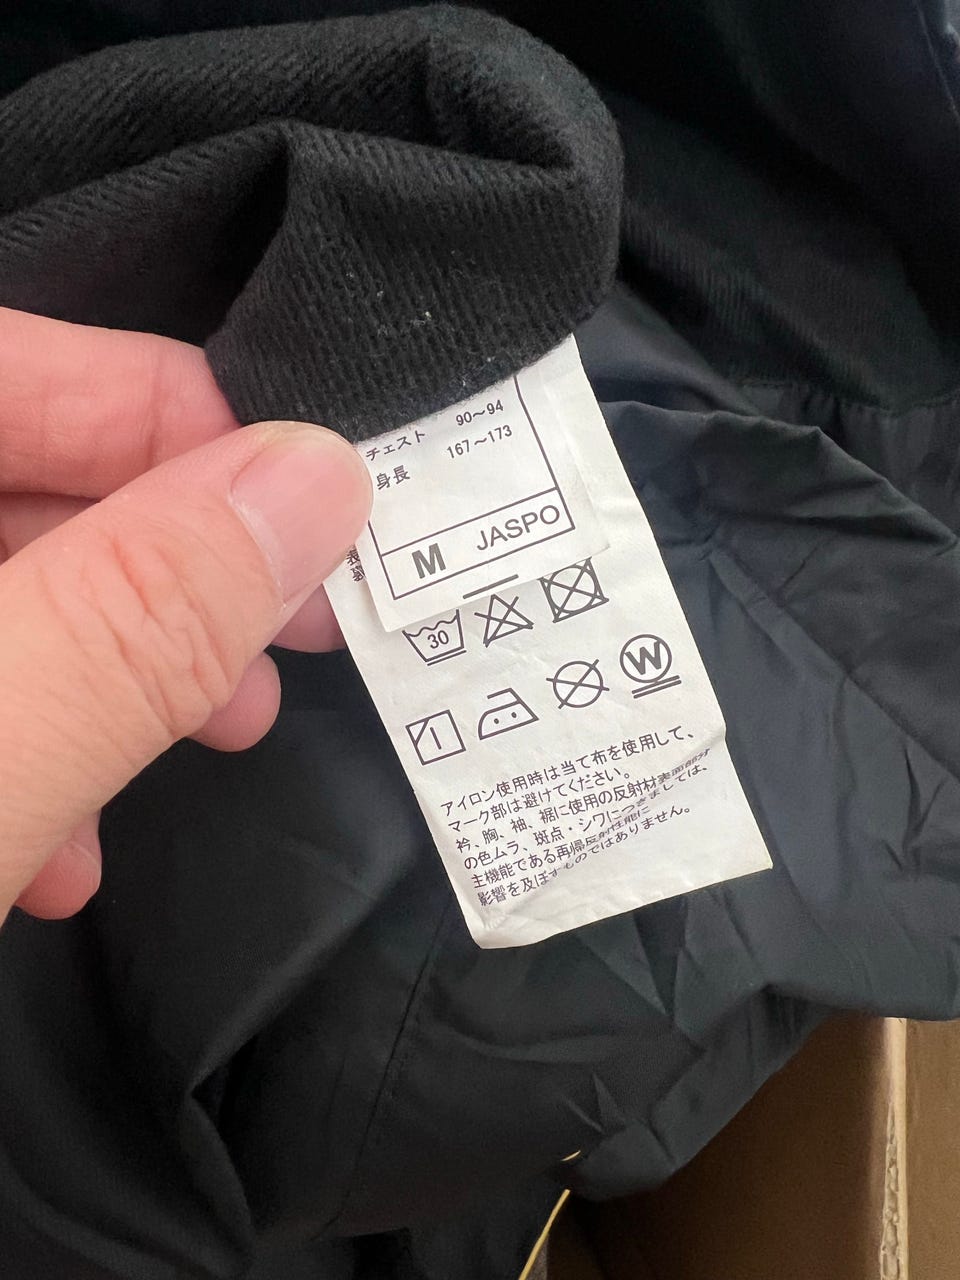 チェスト 90〜94
身長 167〜173
M JASPO
表
30
W
アイロン使用時は当て布を使用して、
マーク部は避けてください。
衿、胸、袖、裾に使用の反射材表面部分
の色ムラ、斑点・シワにつきましては、
主機能である再帰反射性能に
影響を及ぼすものではありません。